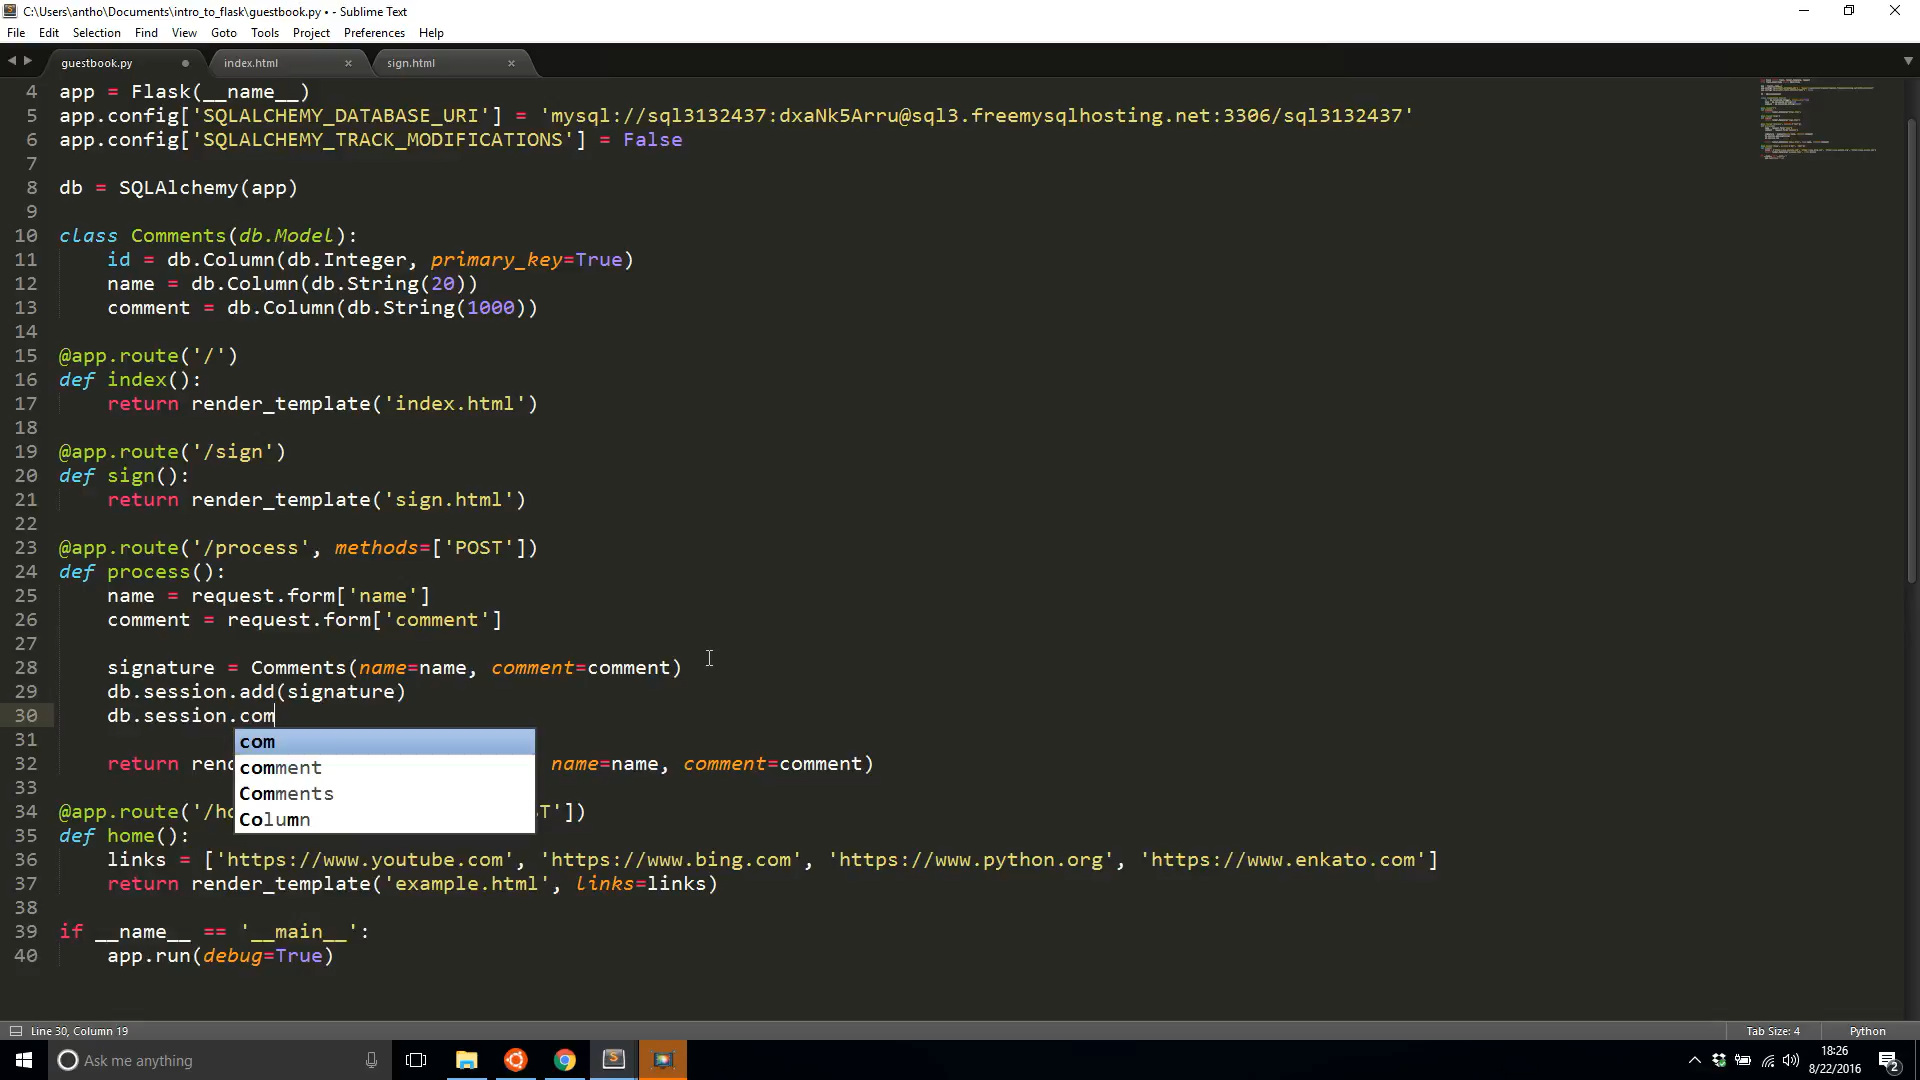 C:\Users\antho\Documents\intro_to_flask\guestbook.py • - Sublime Text
File Edit Selection Find View Goto Tools Project Preferences Help
guestbook.py index.html sign.html
4 app = Flask(__name__)
5 app.config['SQLALCHEMY_DATABASE_URI'] = 'mysql://sql3132437:dxaNk5Arru@sql3.freemysqlhosting.net:3306/sql3132437'
6 app.config['SQLALCHEMY_TRACK_MODIFICATIONS'] = False
7
8 db = SQLAlchemy(app)
9
10 class Comments(db.Model):
11 id = db.Column(db.Integer, primary_key=True)
12 name = db.Column(db.String(20))
13 comment = db.Column(db.String(1000))
14
15 @app.route('/')
16 def index():
17 return render_template('index.html')
18
19 @app.route('/sign')
20 def sign():
21 return render_template('sign.html')
22
23 @app.route('/process', methods=['POST'])
24 def process():
25 name = request.form['name']
26 comment = request.form['comment']
27
28 signature = Comments(name=name, comment=comment)
29 db.session.add(signature)
30 db.session.com
31 com
comment
32 return rend name=name, comment=comment)
33 Comments
34 @app.route('/ho T'])
Column
35 def home():
36 links = ['https://www.youtube.com', 'https://www.bing.com', 'https://www.python.org', 'https://www.enkato.com']
37 return render_template('example.html', links=links)
38
39 if __name__ == '__main__':
40 app.run(debug=True)
Line 30, Column 19 Tab Size: 4 Python
Ask me anything 18:26
8/22/2016 2